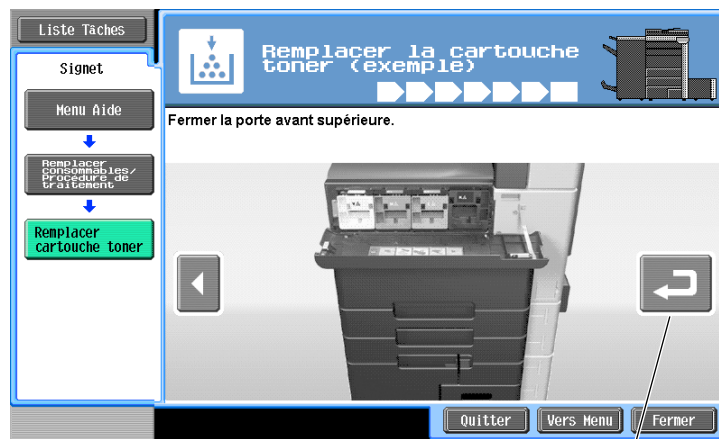 Liste Tâches
Signet
Menu Aide
Remplacer
consommables/
Procédure de
traitement
Remplacer
cartouche toner
Remplacer la cartouche
toner (exemple)
Fermer la porte avant supérieure.
Quitter
Vers Menu
Fermer